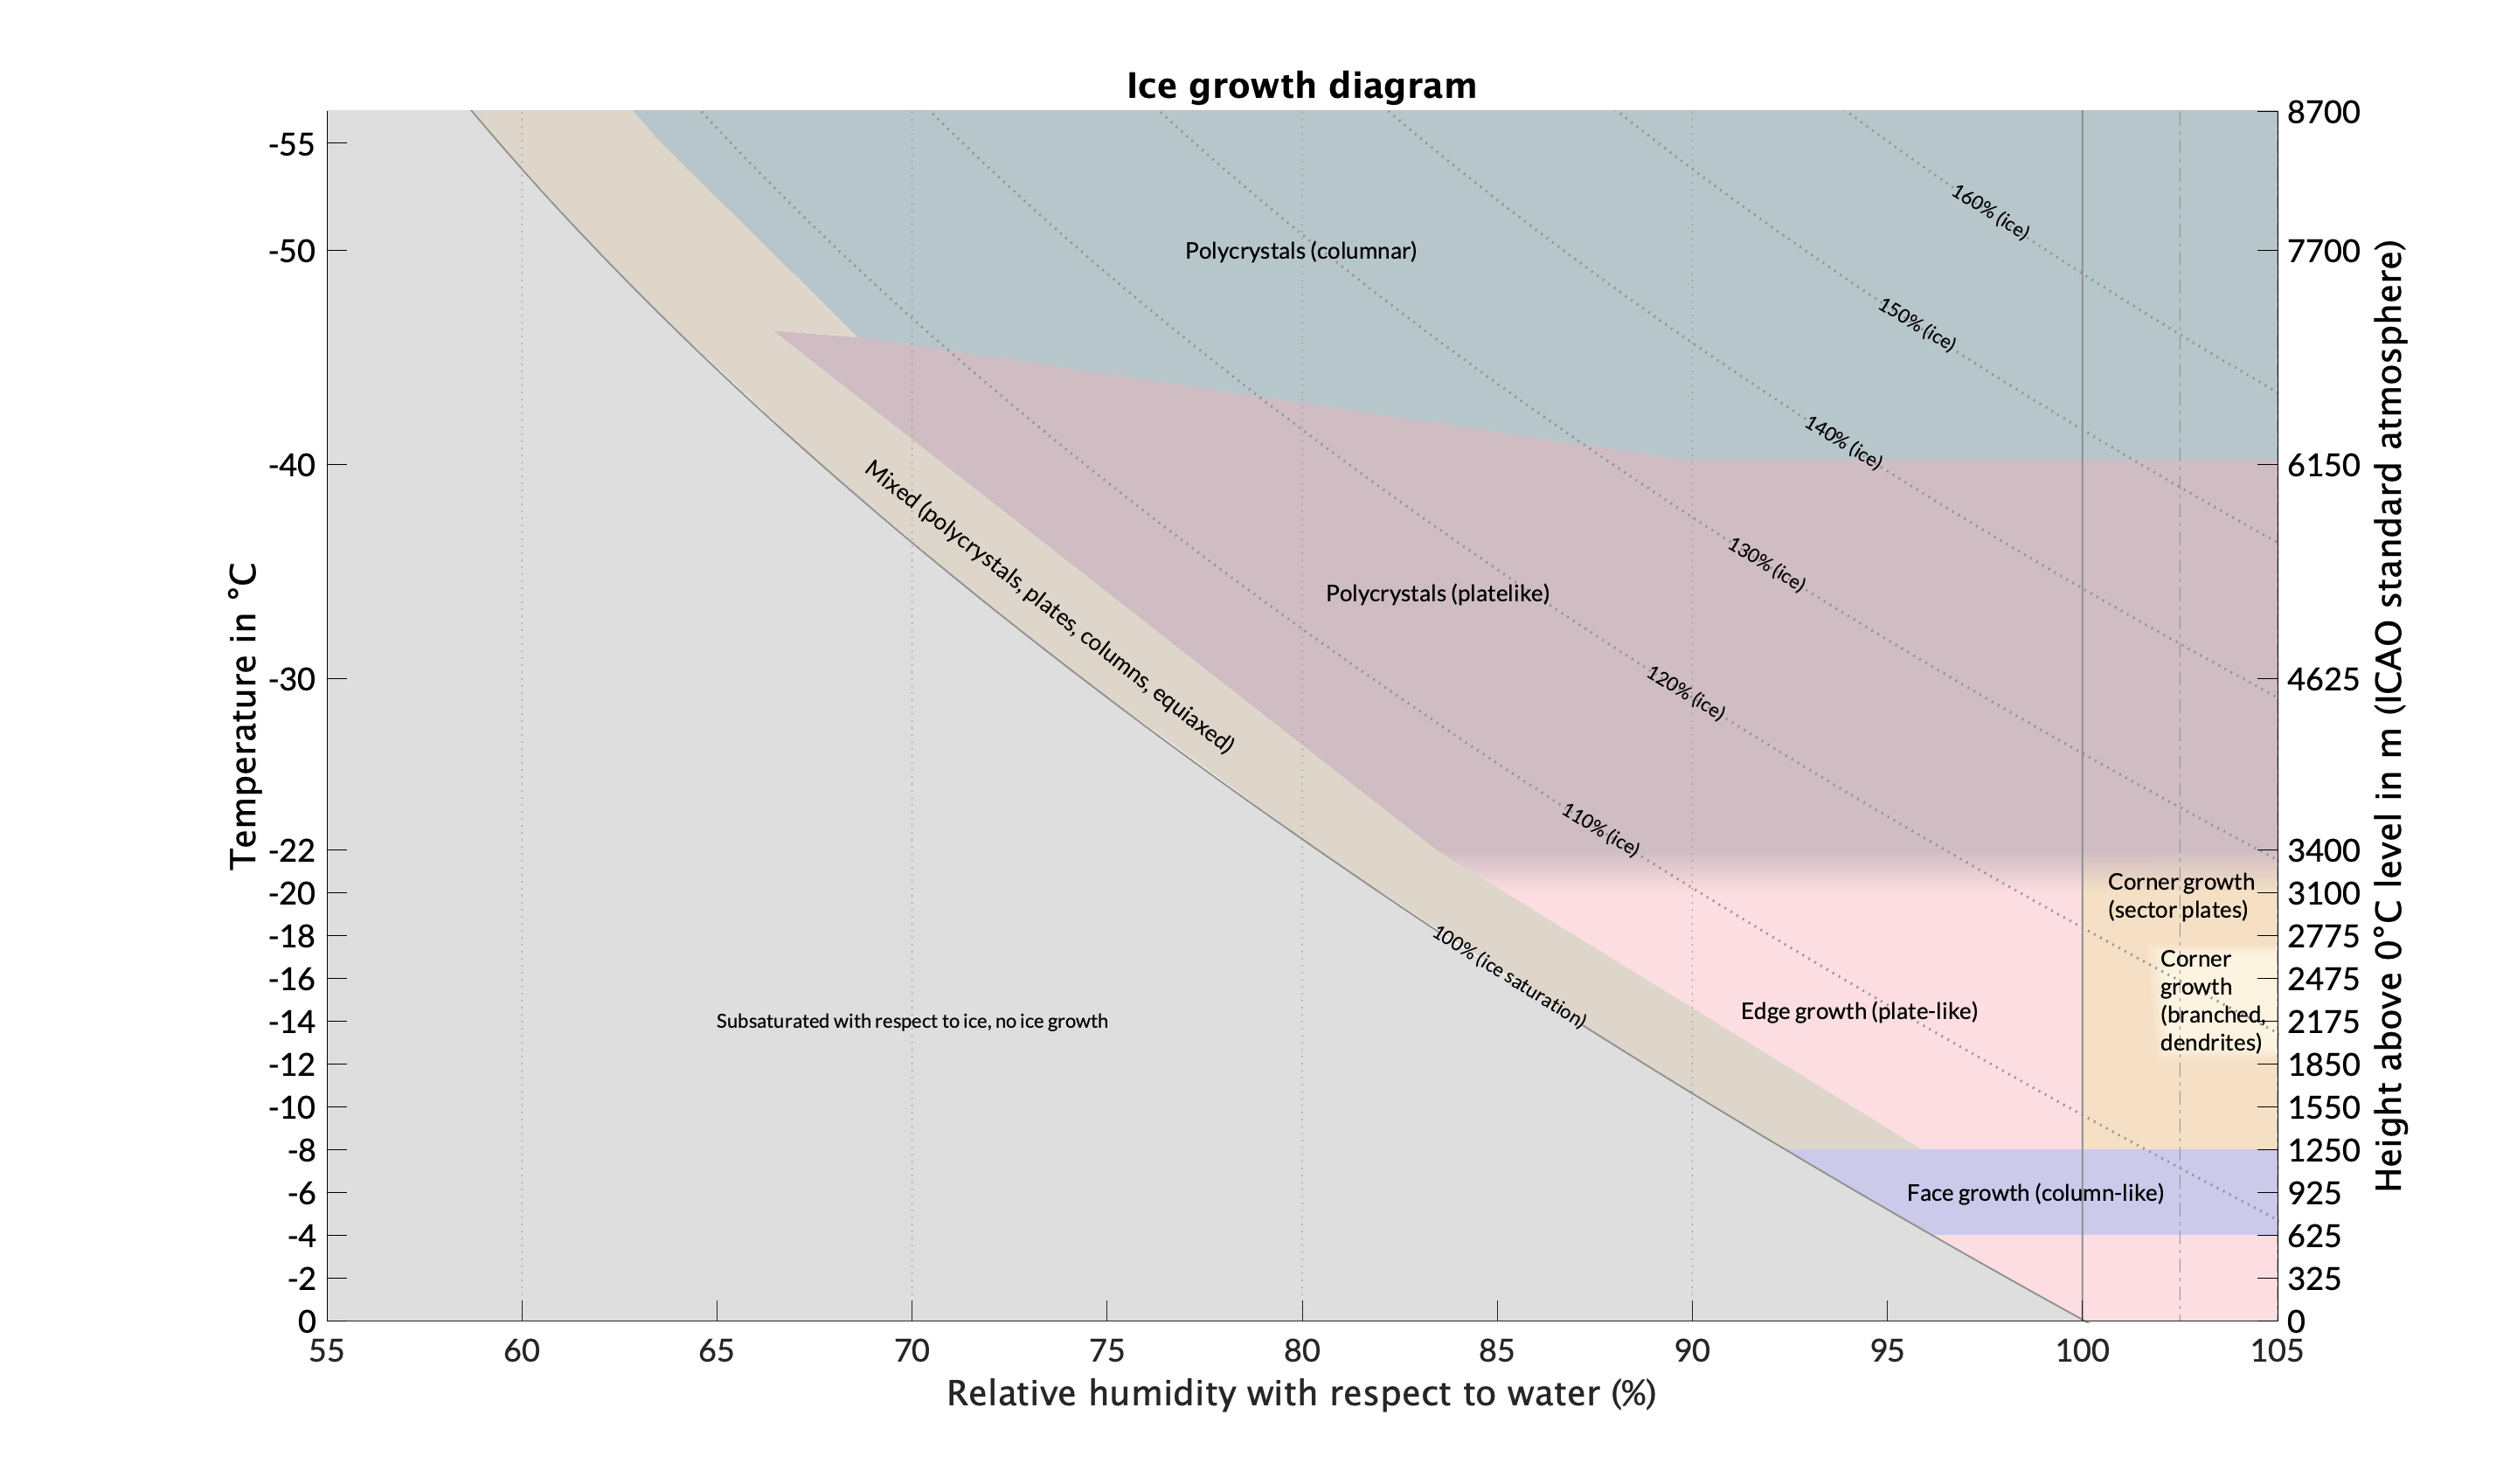 Ice growth diagram
Temperature in °C
-55
-50
-40
-30
-22
-20
-18
-16
-14
-12
-10
-8
-6
-4
-2
0
8700
7700
6150
4625
3400
3100
2775
2475
2175
1850
1550
1250
925
625
325
0
Height above 0°C level in m (ICAO standard atmosphere)
160% (ice)
150% (ice)
140% (ice)
130% (ice)
120% (ice)
110% (ice)
100% (ice saturation)
Polycrystals (columnar)
Polycrystals (platelike)
Mixed (polycrystals, plates, columns, equiaxed)
Corner growth
(sector plates)
Corner
growth
(branched,
dendrites)
Edge growth (plate-like)
Subsaturated with respect to ice, no ice growth
Face growth (column-like)
55 60 65 70 75 80 85 90 95 100 105
Relative humidity with respect to water (%)